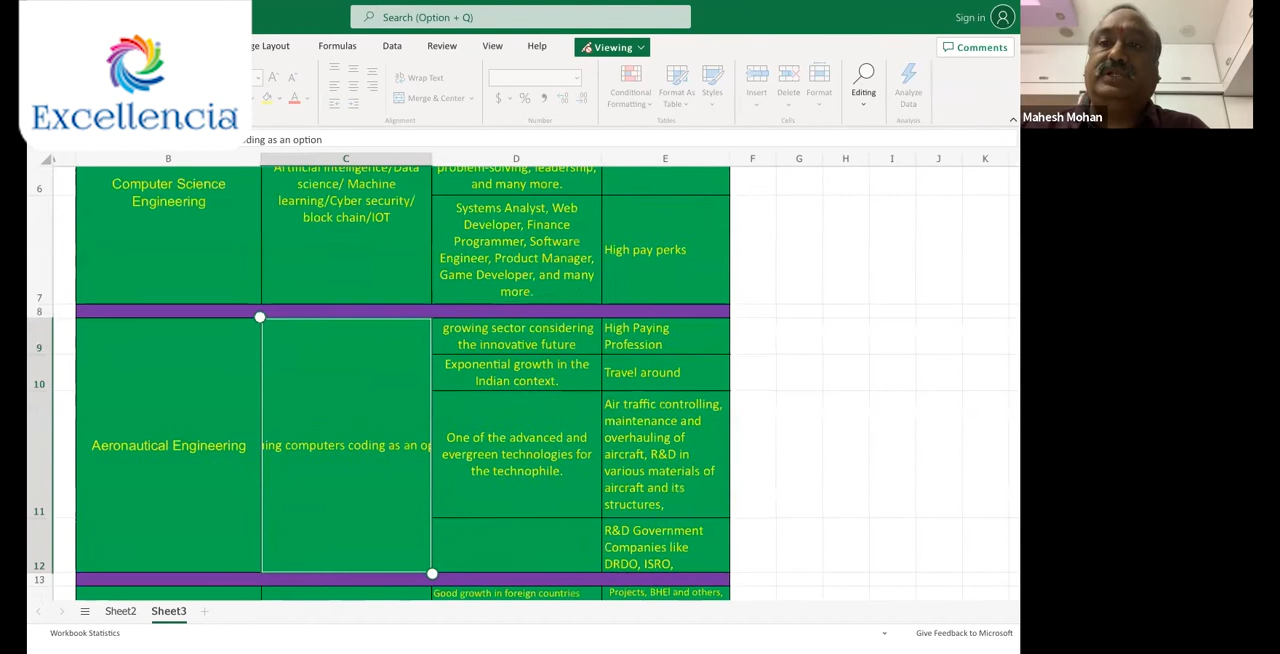 Excellencia
Search (Option + Q)
Sign in
ge Layout
Formulas
Data
Review
View
Help
Viewing
Comments
Wrap Text
Merge & Center
Alignment
$ %
Number
Conditional
Formatting
Format As
Table
Styles
Tables
Insert
Delete
Format
Cells
Editing
Analyze
Data
Analysis
Mahesh Mohan
ding as an option
B C D E F G H I J K
6
Computer Science
Engineering
Artificial Intelligence/Data
science/ Machine
learning/Cyber security/
block chain/IOT
problem-solving, leadership,
and many more.
7
Systems Analyst, Web
Developer, Finance
Programmer, Software
Engineer, Product Manager,
Game Developer, and many
more.
High pay perks
8
9
growing sector considering
the innovative future
High Paying
Profession
10
Exponential growth in the
Indian context.
Travel around
11
Aeronautical Engineering
ing computers coding as an op
One of the advanced and
evergreen technologies for
the technophile.
Air traffic controlling,
maintenance and
overhauling of
aircraft, R&D in
various materials of
aircraft and its
structures,
12
R&D Government
Companies like
DRDO, ISRO,
13
Good growth in foreign countries
Projects, BHEl and others,
Sheet2
Sheet3
Workbook Statistics
Give Feedback to Microsoft